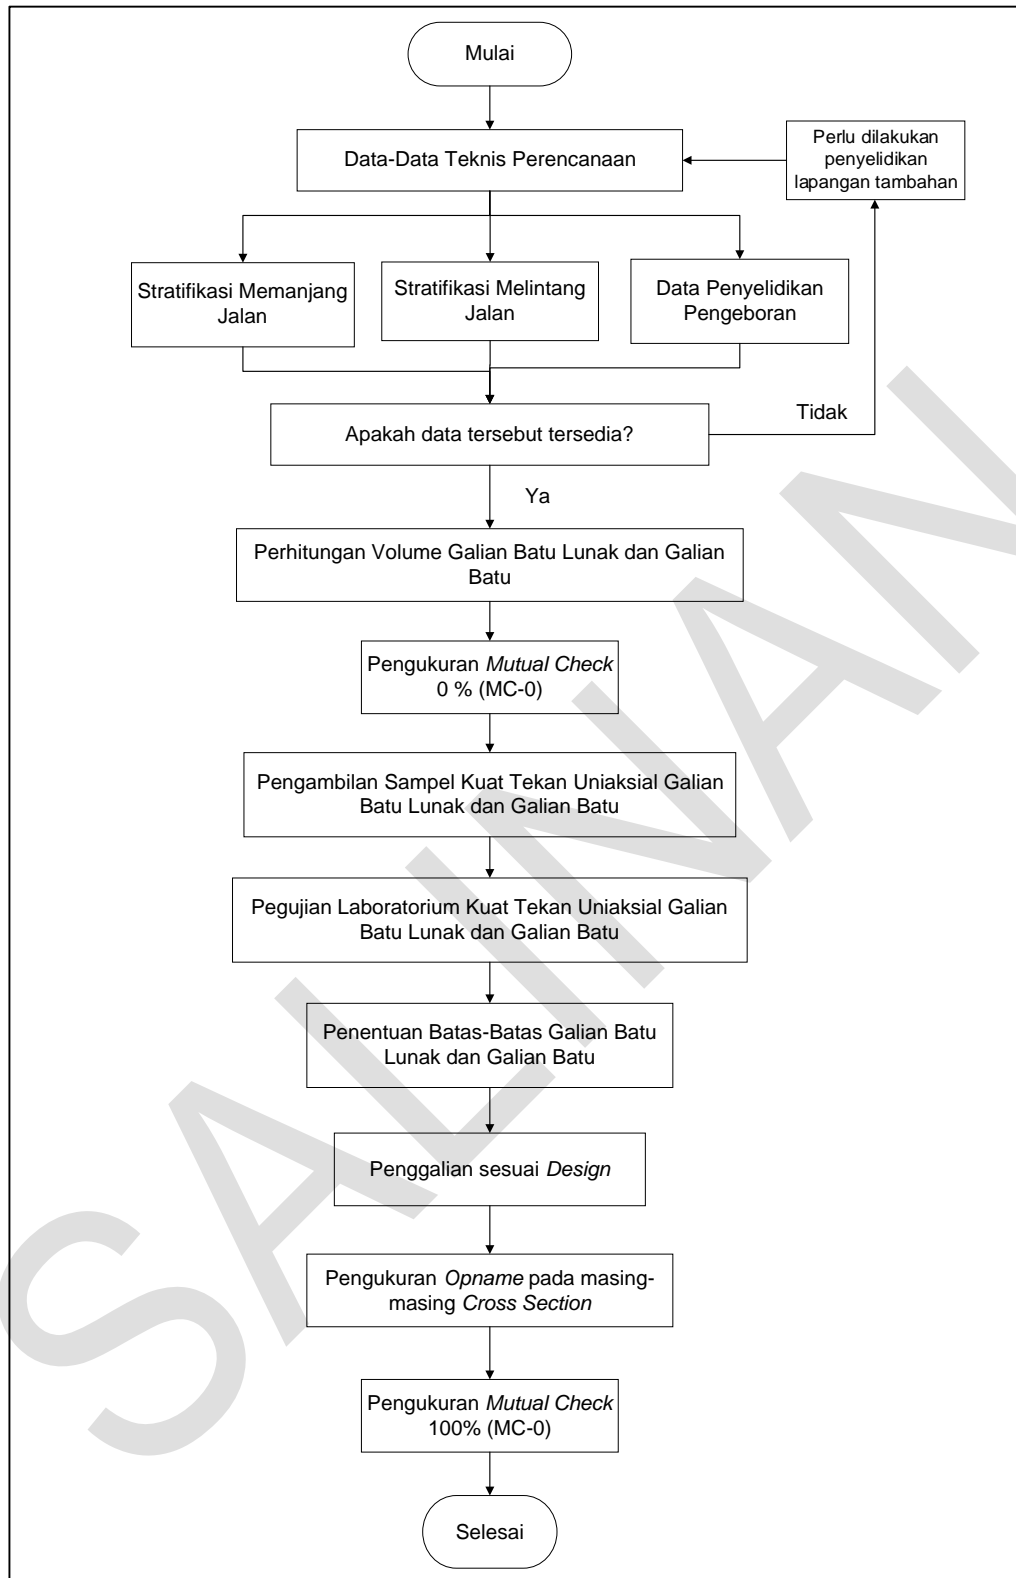 Mulai
Data-Data Teknis Perencanaan
Perlu dilakukan
penyelidikan
lapangan tambahan
Stratifikasi Memanjang
Jalan
Stratifikasi Melintang
Jalan
Data Penyelidikan
Pengeboran
Apakah data tersebut tersedia?
Tidak
Ya
Perhitungan Volume Galian Batu Lunak dan Galian
Batu
Pengukuran Mutual Check
0 % (MC-0)
Pengambilan Sampel Kuat Tekan Uniaksial Galian
Batu Lunak dan Galian Batu
Pegujian Laboratorium Kuat Tekan Uniaksial Galian
Batu Lunak dan Galian Batu
Penentuan Batas-Batas Galian Batu
Lunak dan Galian Batu
Penggalian sesuai Design
Pengukuran Opname pada masing-
masing Cross Section
Pengukuran Mutual Check
100% (MC-0)
Selesai
SALINAN